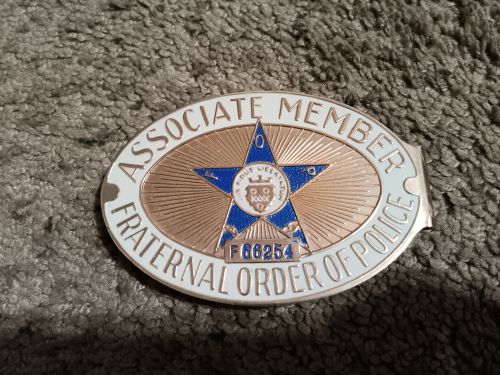 ASSOCIATE MEMBER
F O P
F66254
FRATERNAL ORDER OF POLICE